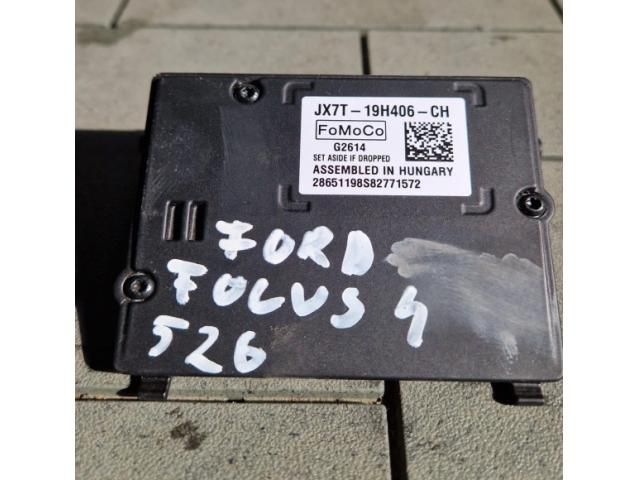 JX7T-19H406-CH
FoMoCo
G2614
SET ASIDE IF DROPPED
ASSEMBLED IN HUNGARY
28651198S82771572
FORD
FOCUS 4
526